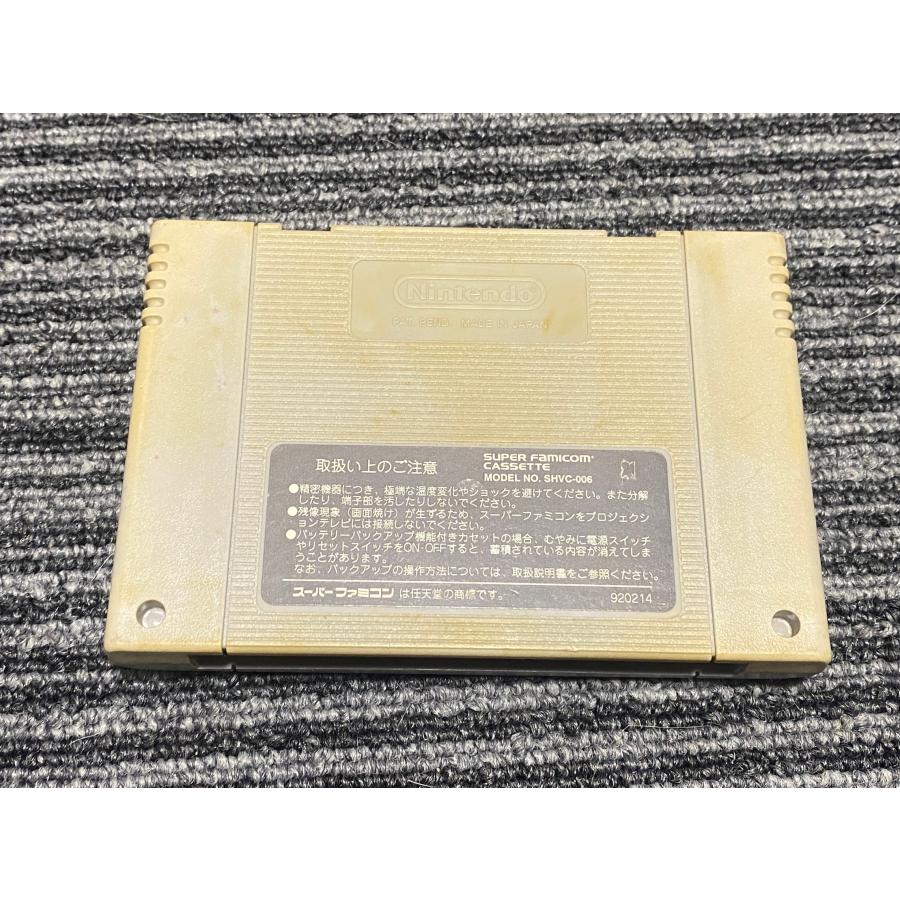 Nintendo
PAT. PEND. MADE IN JAPAN
取扱い上のご注意
SUPER FAMICOM
CASSETTE
MODEL NO. SHVC-006
●精密機器につき、極端な温度変化やショックを避けてください。また分解
したり、端子部を汚したりしないでください。
●残像現象（画面焼け）が生ずるため、スーパーファミコンをプロジェクシ
ョンテレビには接続しないでください。
●バッテリーバックアップ機能付きカセットの場合、むやみに電源スイッチ
やリセットスイッチをON・OFFすると、蓄積されている内容が消えてしま
うことがあります。
なお、バックアップの操作方法については、取扱説明書をご参照ください。
スーパーファミコンは任天堂の商標です。
920214